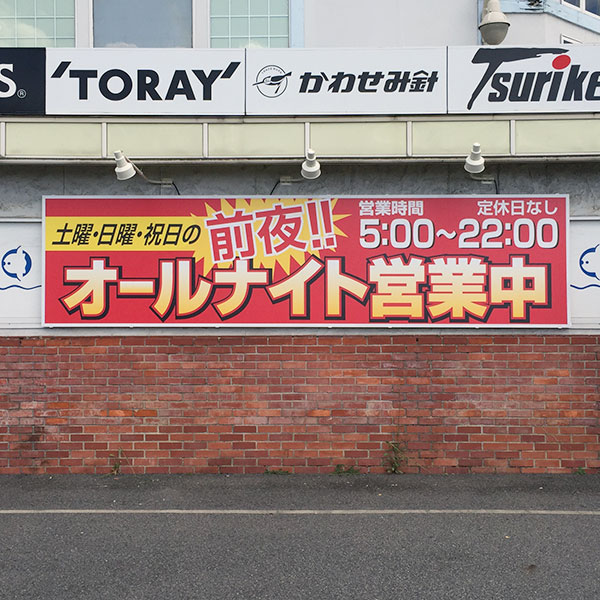 S®
'TORAY'
かわせみ針
Tsurike
土曜・日曜・祝日の
前夜!!
営業時間 定休日なし
5:00～22:00
オールナイト営業中